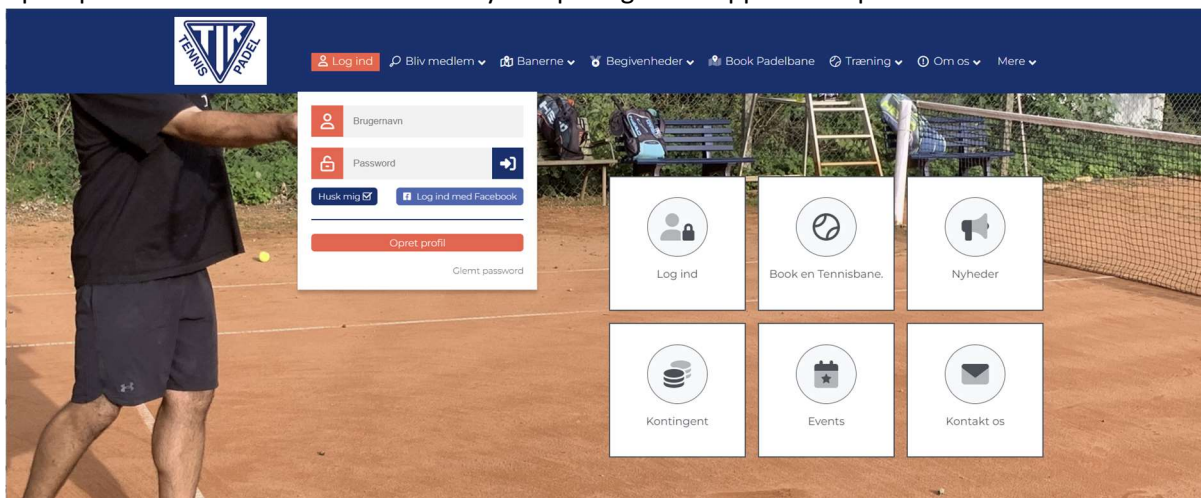 TIK
TENNIS PADEL
Log ind
Bliv medlem
Banerne
Begivenheder
Book Padelbane
Træning
Om os
Mere
Brugernavn
Password
Husk mig
Log ind med Facebook
Opret profil
Glemt password
Log ind
Book en Tennisbane.
Nyheder
Kontingent
Events
Kontakt os